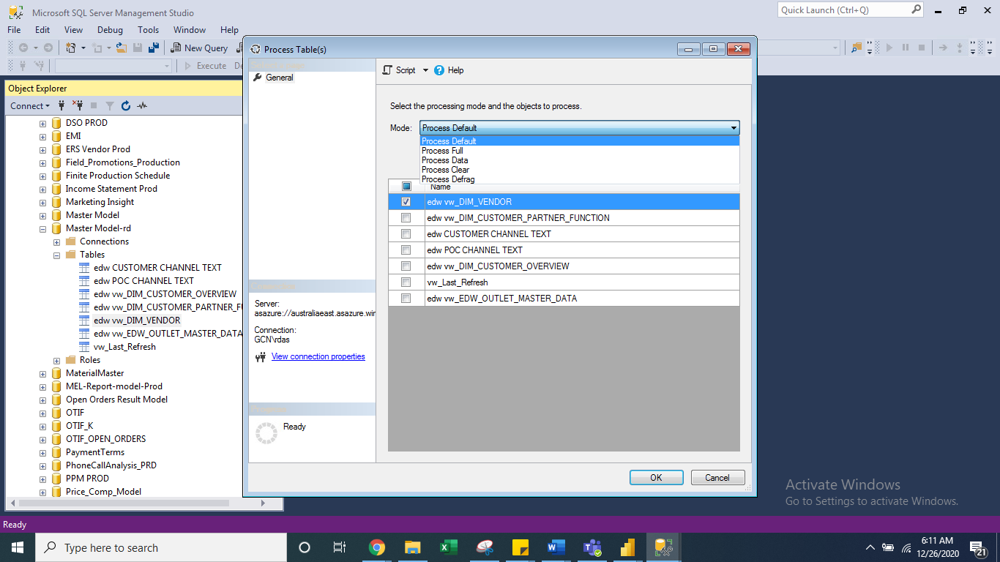 Microsoft SQL Server Management Studio
Quick Launch (Ctrl+Q)
File Edit View Debug Tools Window Help
New Query
Execute
Object Explorer
Connect
DSO PROD
EMI
ERS Vendor Prod
Field_Promotions_Production
Finite Production Schedule
Income Statement Prod
Marketing Insight
Master Model
Master Model-rd
Connections
Tables
edw CUSTOMER CHANNEL TEXT
edw POC CHANNEL TEXT
edw vw_DIM_CUSTOMER_OVERVIEW
edw vw_DIM_CUSTOMER_PARTNER_FU
edw vw_DIM_VENDOR
edw vw_EDW_OUTLET_MASTER_DATA
vw_Last_Refresh
Roles
MaterialMaster
MEL-Report-model-Prod
Open Orders Result Model
OTIF
OTIF_K
OTIF_OPEN_ORDERS
PaymentTerms
PhoneCallAnalysis_PRD
PPM PROD
Price_Comp_Model
Process Table(s)
General
Server:
asazure://australiaeast.asazure.win
Connection:
GCN\rdas
View connection properties
Ready
Script Help
Select the processing mode and the objects to process.
Mode: Process Default
Process Default
Process Full
Process Data
Process Clear
Process Defrag
Name
edw vw_DIM_VENDOR
edw vw_DIM_CUSTOMER_PARTNER_FUNCTION
edw CUSTOMER CHANNEL TEXT
edw POC CHANNEL TEXT
edw vw_DIM_CUSTOMER_OVERVIEW
vw_Last_Refresh
edw vw_EDW_OUTLET_MASTER_DATA
OK Cancel
Activate Windows
Go to Settings to activate Windows.
Ready
Type here to search
6:11 AM
12/26/2020
21